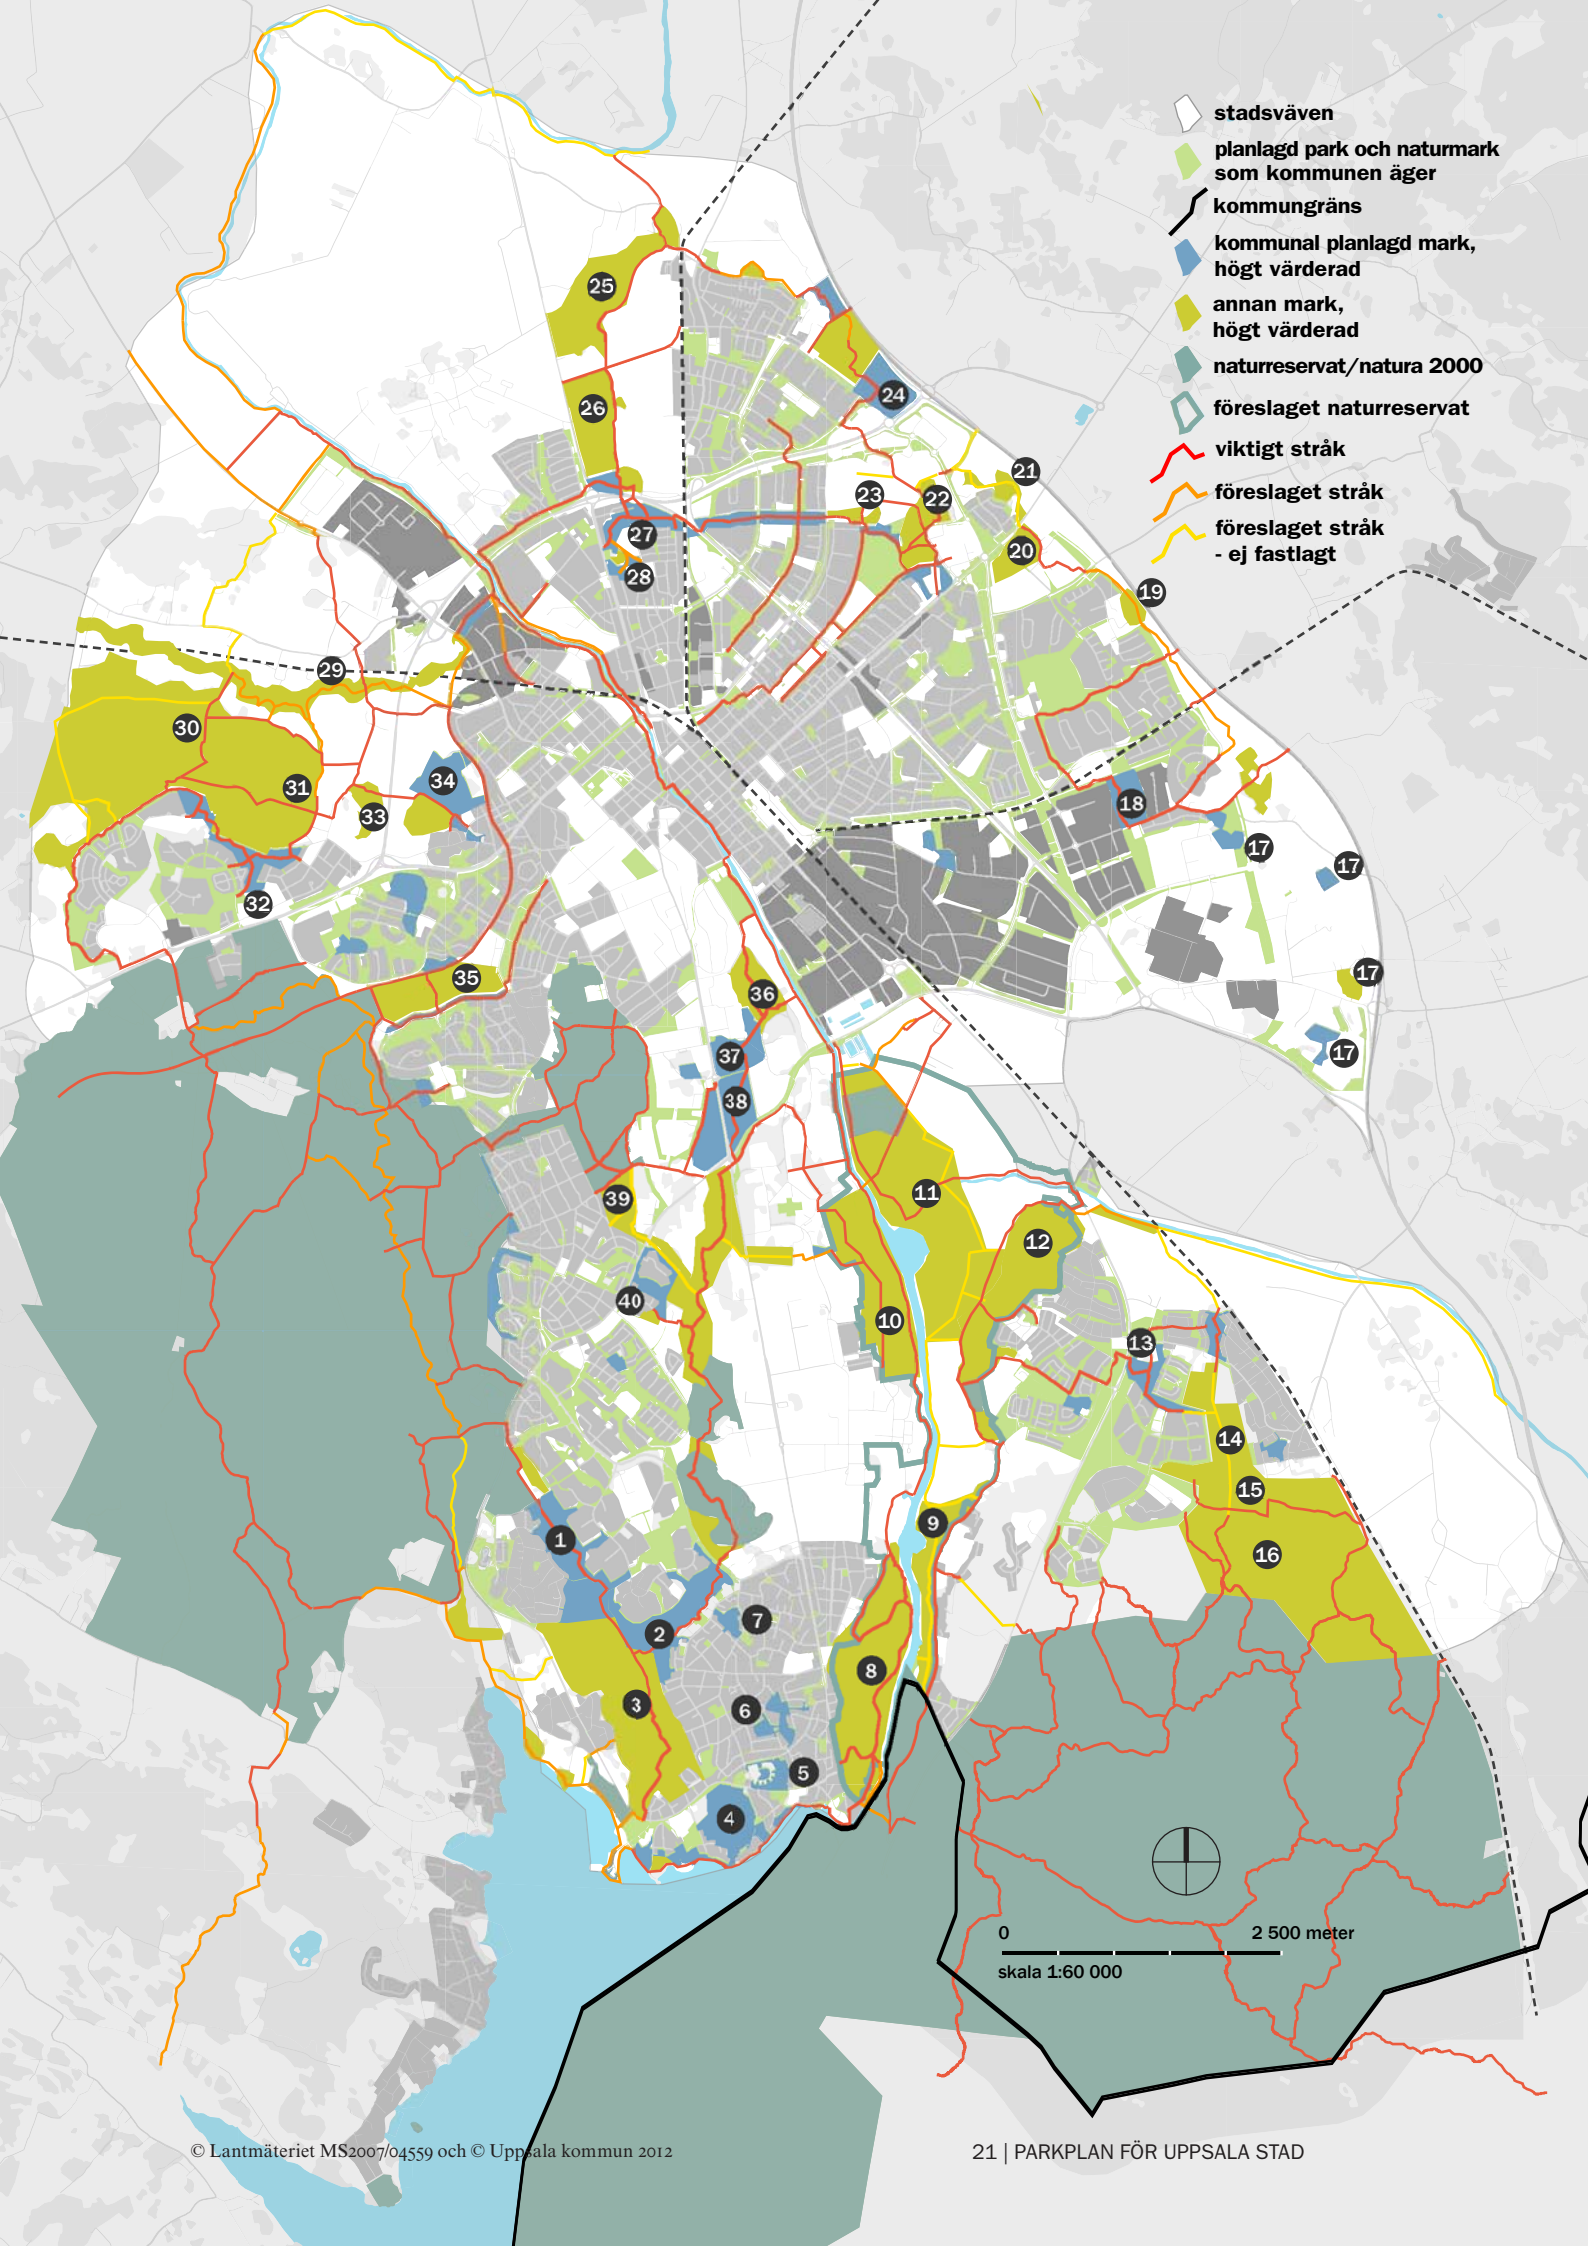 stadsväven
planlagd park och naturmark
som kommunen äger
kommungräns
kommunal planlagd mark,
högt värderad
annan mark,
högt värderad
naturreservat/natura 2000
föreslaget naturreservat
viktigt stråk
föreslaget stråk
föreslaget stråk
- ej fastlagt
25
24
26
21
23
22
27
20
28
19
29
30
34
31
18
33
17
17
32
35
17
36
17
37
38
11
39
12
40
10
13
14
15
9
1
16
7
2
8
3
6
5
4
0 2 500 meter
skala 1:60 000
© Lantmäteriet MS2007/04559 och © Uppsala kommun 2012
21 | PARKPLAN FÖR UPPSALA STAD